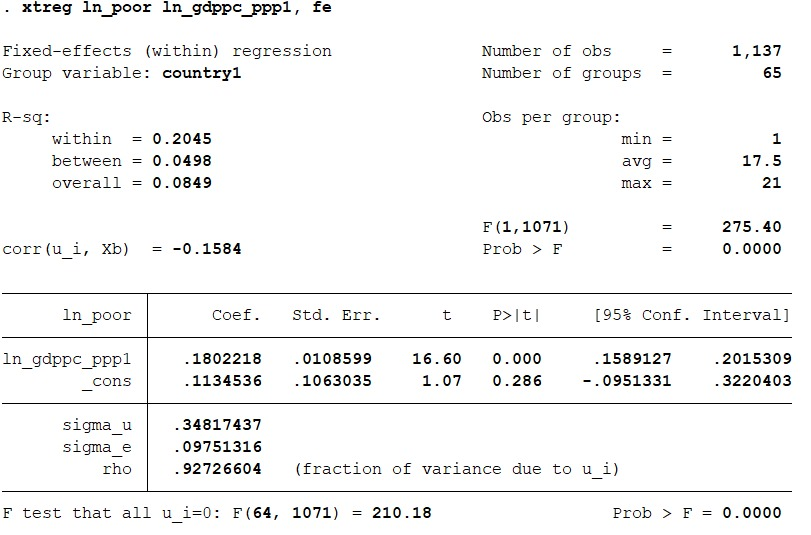 . xtreg ln_poor ln_gdppc_ppp1, fe
Fixed-effects (within) regression Number of obs = 1,137
Group variable: country1 Number of groups = 65
R-sq: Obs per group:
within = 0.2045 min = 1
between = 0.0498 avg = 17.5
overall = 0.0849 max = 21
F(1,1071) = 275.40
corr(u_i, Xb) = -0.1584 Prob > F = 0.0000
ln_poor Coef. Std. Err. t P>|t| [95% Conf. Interval]
ln_gdppc_ppp1 .1802218 .0108599 16.60 0.000 .1589127 .2015309
_cons .1134536 .1063035 1.07 0.286 -.0951331 .3220403
sigma_u .34817437
sigma_e .09751316
rho .92726604 (fraction of variance due to u_i)
F test that all u_i=0: F(64, 1071) = 210.18 Prob > F = 0.0000